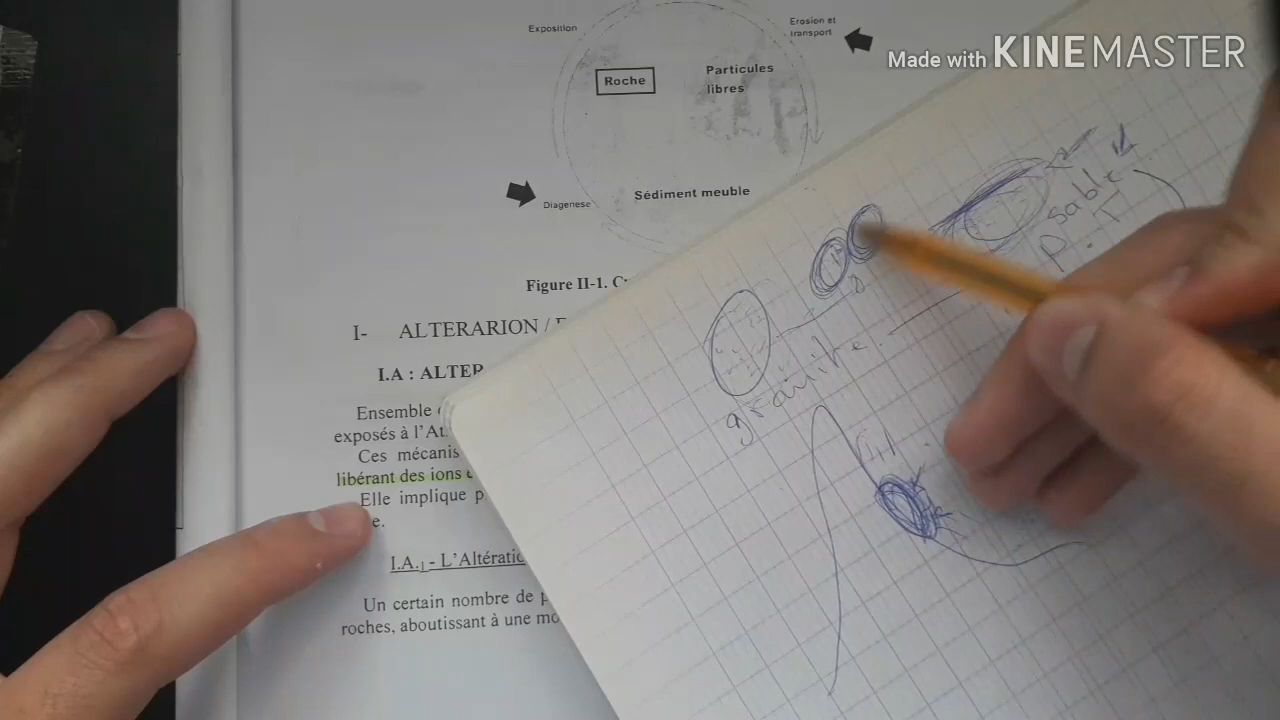 Made with KINEMASTER
Exposition
Erosion et
transport
Roche
Particules
libres
Sédiment meuble
Diagenese
Figure II-1.
I- ALTERARION /
I.A : ALTER
Ensemble
exposés à l'At
Ces mécanis
libérant des ions
Elle implique p
e.
I.A.1 - L'Altératio
Un certain nombre de p
roches, aboutissant à une mo
sable
P.T
granite.